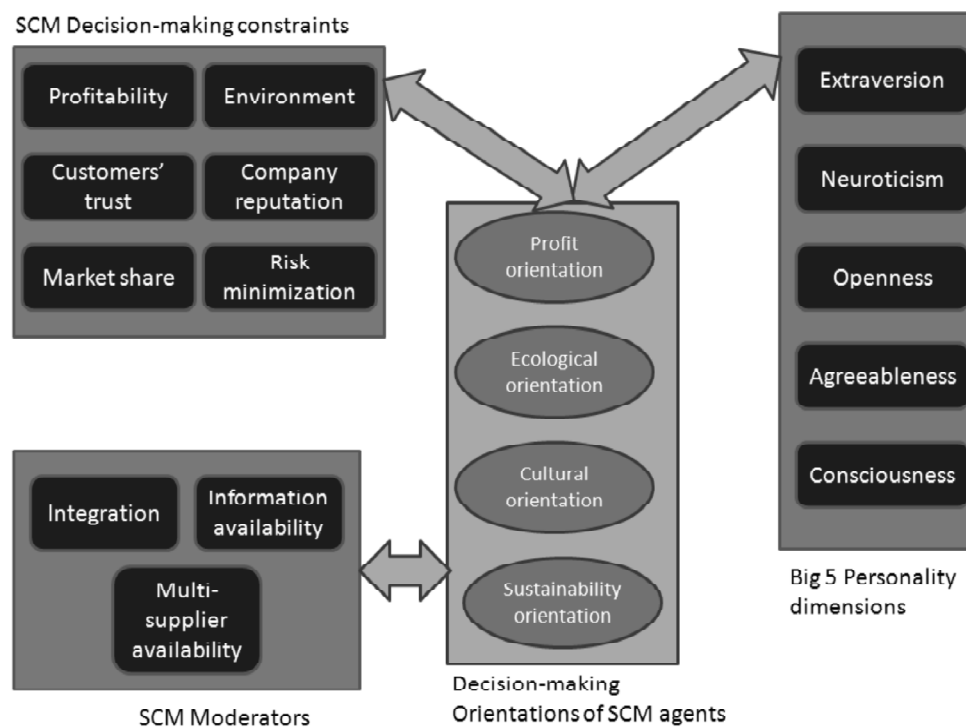 SCM Decision-making constraints
Profitability
Environment
Customers'
trust
Company
reputation
Market share
Risk
minimization
Extraversion
Neuroticism
Openness
Agreeableness
Consciousness
Big 5 Personality
dimensions
Profit
orientation
Ecological
orientation
Cultural
orientation
Sustainability
orientation
Decision-making
Orientations of SCM agents
Integration
Information
availability
Multi-
supplier
availability
SCM Moderators